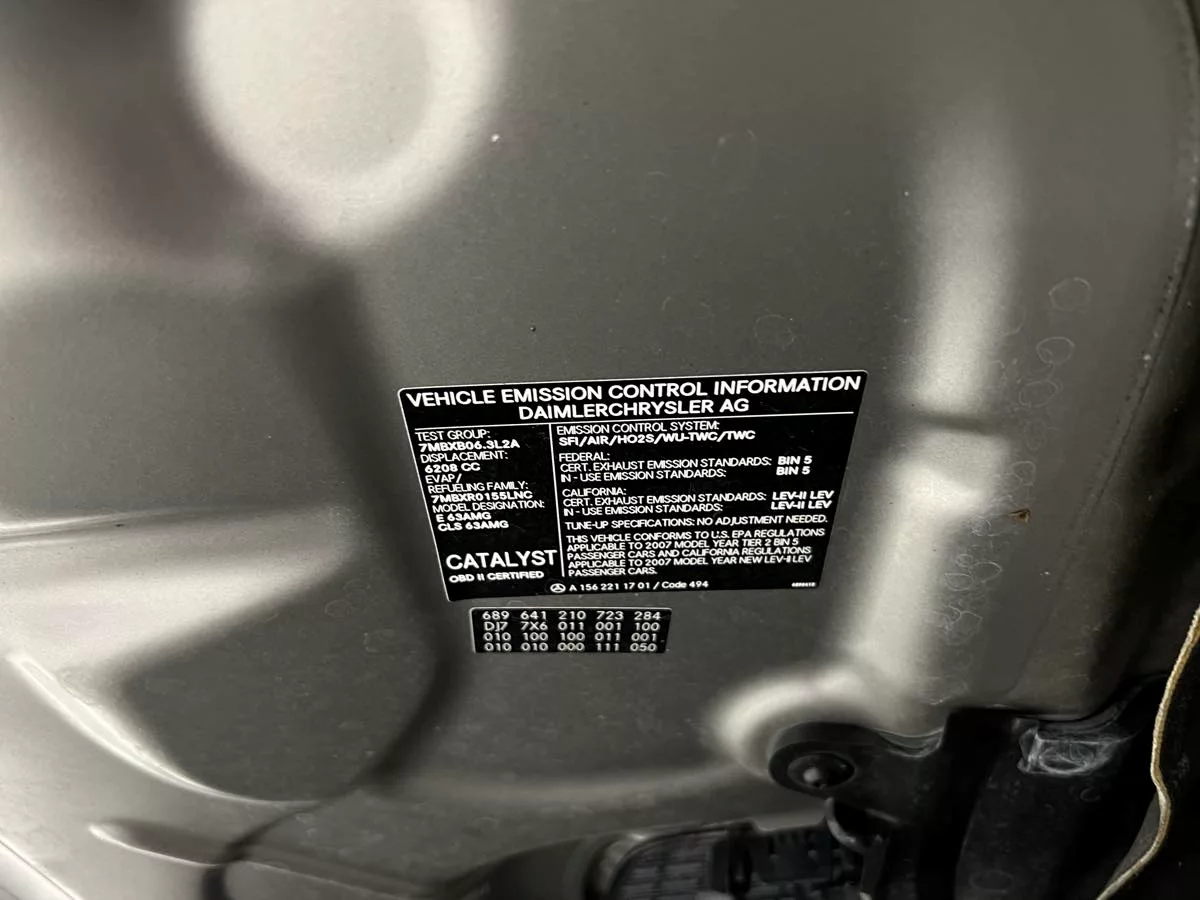 VEHICLE EMISSION CONTROL INFORMATION
DAIMLERCHRYSLER AG
TEST GROUP:
7MBXB06.3L2A
DISPLACEMENT:
6208 CC
EVAP/
REFUELING FAMILY:
7MBXR0155LNC
MODEL DESIGNATION:
E 63AMG
CLS 63AMG
CATALYST
OBD II CERTIFIED
EMISSION CONTROL SYSTEM:
SFI/AIR/HO2S/WU-TWC/TWC
FEDERAL:
CERT. EXHAUST EMISSION STANDARDS: BIN 5
IN - USE EMISSION STANDARDS: BIN 5
CALIFORNIA:
CERT. EXHAUST EMISSION STANDARDS: LEV-II LEV
IN - USE EMISSION STANDARDS: LEV-II LEV
TUNE-UP SPECIFICATIONS: NO ADJUSTMENT NEEDED.
THIS VEHICLE CONFORMS TO U.S. EPA REGULATIONS
APPLICABLE TO 2007 MODEL YEAR TIER 2 BIN 5
PASSENGER CARS AND CALIFORNIA REGULATIONS
APPLICABLE TO 2007 MODEL YEAR NEW LEV-II LEV
PASSENGER CARS.
A 156 221 17 01 / Code 494
689 641 210 723 284
DJ7 7X6 011 001 100
010 100 100 011 001
010 010 000 111 050